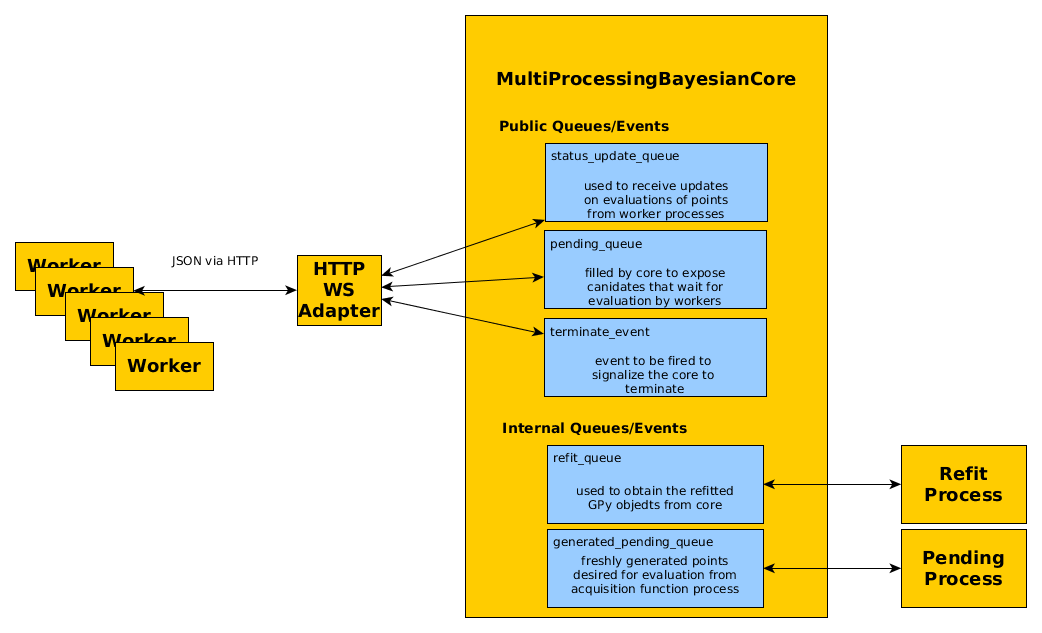 MultiProcessingBayesianCore
Public Queues/Events
status_update_queue
used to receive updates
on evaluations of points
from worker processes
pending_queue
filled by core to expose
canidates that wait for
evaluation by workers
terminate_event
event to be fired to
signalize the core to
terminate
Internal Queues/Events
refit_queue
used to obtain the refitted
GPy objedts from core
generated_pending_queue
freshly generated points
desired for evaluation from
acquisition function process
JSON via HTTP
HTTP
WS
Adapter
Worker
Worker
Worker
Worker
Worker
Refit
Process
Pending
Process